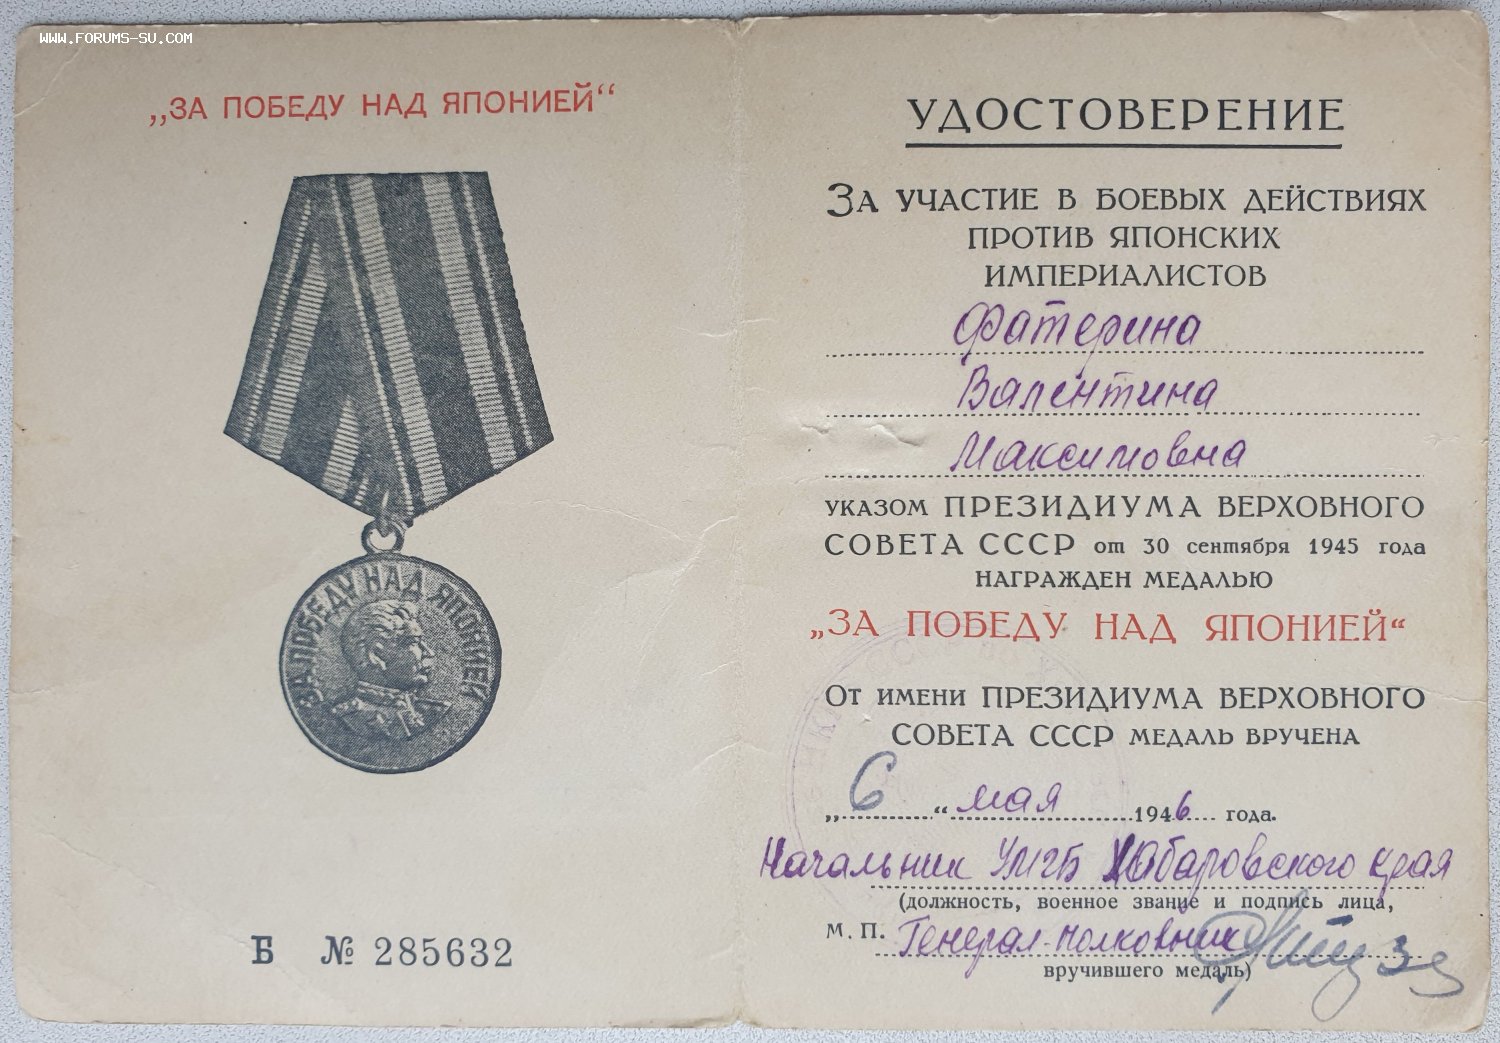 WWW.FORUMS-SU.COM
„ЗА ПОБЕДУ НАД ЯПОНИЕЙ“
ЗА ПОБЕДУ НАД ЯПОНИЕЙ
Б № 285632
УДОСТОВЕРЕНИЕ
За участие в боевых действиях
против японских
империалистов
Фатерина
Валентина
Максимовна
указом ПРЕЗИДИУМА ВЕРХОВНОГО
СОВЕТА СССР от 30 сентября 1945 года
награжден медалью
„ЗА ПОБЕДУ НАД ЯПОНИЕЙ“
От имени ПРЕЗИДИУМА ВЕРХОВНОГО
СОВЕТА СССР медаль вручена
„6“ мая 1946 года.
Начальник УМГБ Хабаровского края
(должность, военное звание и подпись лица,
М. П. Генерал-полковник
вручившего медаль)